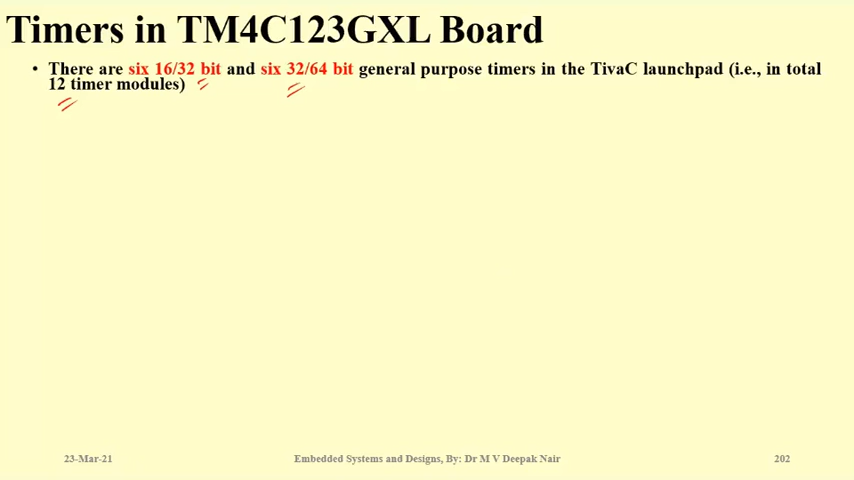 Timers in TM4C123GXL Board
• There are six 16/32 bit and six 32/64 bit general purpose timers in the TivaC launchpad (i.e., in total
12 timer modules)
23-Mar-21 Embedded Systems and Designs, By: Dr M V Deepak Nair 202